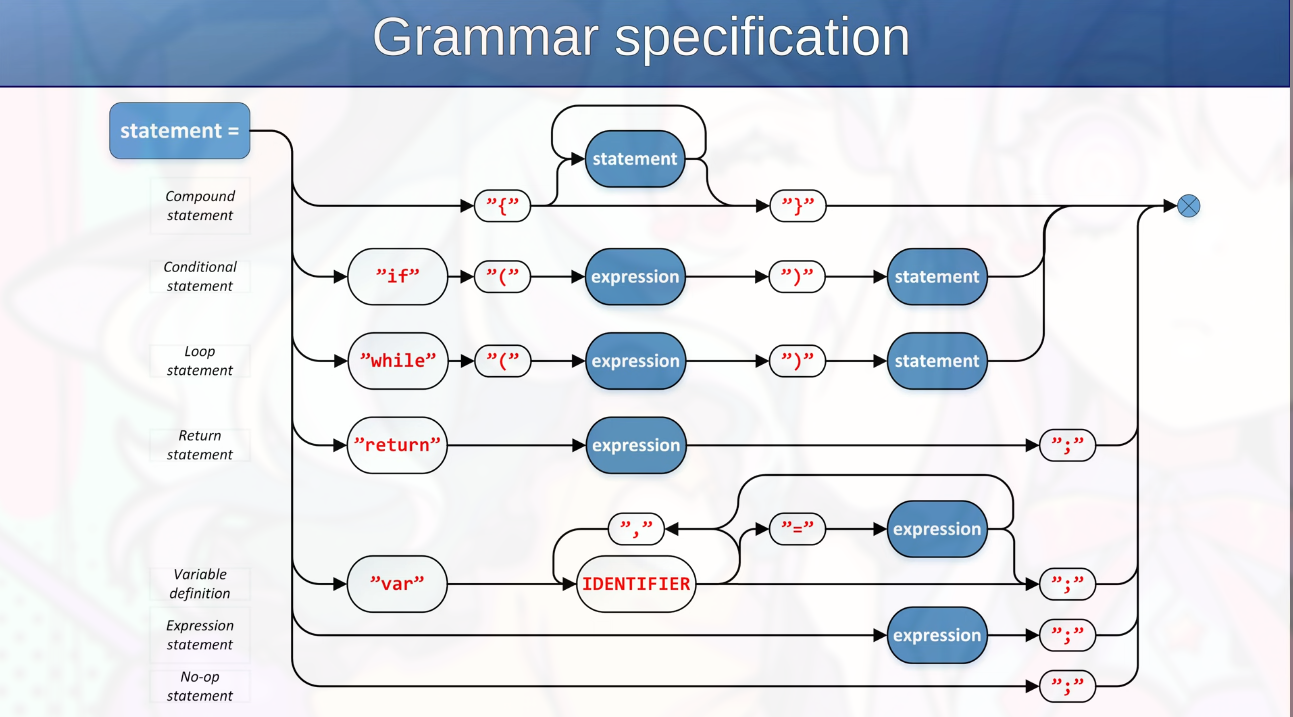 Grammar specification
statement =
statement
Compound
statement
”{”
”}”
Conditional
statement
”if”
”(”
expression
”)”
statement
Loop
statement
”while”
”(”
expression
”)”
statement
Return
statement
”return”
expression
”;”
”,”
”=”
expression
Variable
definition
”var”
IDENTIFIER
”;”
Expression
statement
expression
”;”
No-op
statement
”;”